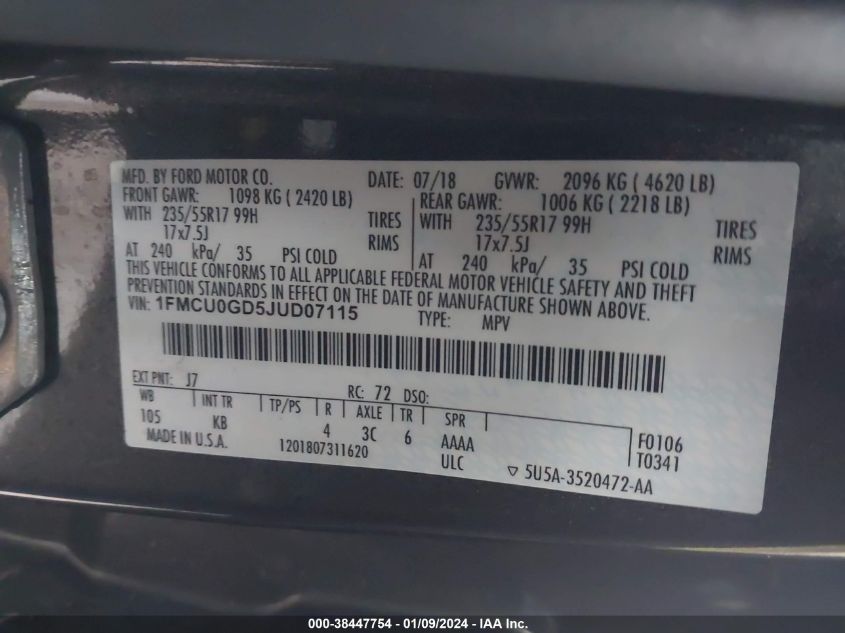 MFD. BY FORD MOTOR CO. DATE: 07/18 GVWR: 2096 KG ( 4620 LB)
FRONT GAWR: 1098 KG ( 2420 LB) REAR GAWR: 1006 KG ( 2218 LB)
WITH 235/55R17 99H TIRES WITH 235/55R17 99H TIRES
17x7.5J RIMS 17x7.5J RIMS
AT 240 kPa/ 35 PSI COLD AT 240 kPa/ 35 PSI COLD
THIS VEHICLE CONFORMS TO ALL APPLICABLE FEDERAL MOTOR VEHICLE SAFETY AND THEFT
PREVENTION STANDARDS IN EFFECT ON THE DATE OF MANUFACTURE SHOWN ABOVE.
VIN: 1FMCU0GD5JUD07115 TYPE: MPV
EXT PNT: J7 RC: 72 DSO:
WB INT TR TP/PS R AXLE TR SPR
105 KB 4 3C 6 AAAA F0106
MADE IN U.S.A. 1201807311620 ULC T0341
▽ 5U5A-3520472-AA
000-38447754 - 01/09/2024 - IAA Inc.